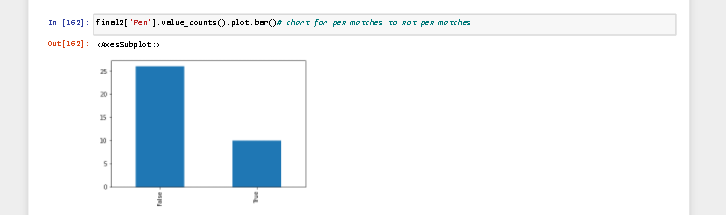 In [162]: final2['Pen'].value_counts().plot.bar()# chart for pen matches to not pen matches
Out[162]: <AxesSubplot:>
25
20
15
10
5
0
False
True